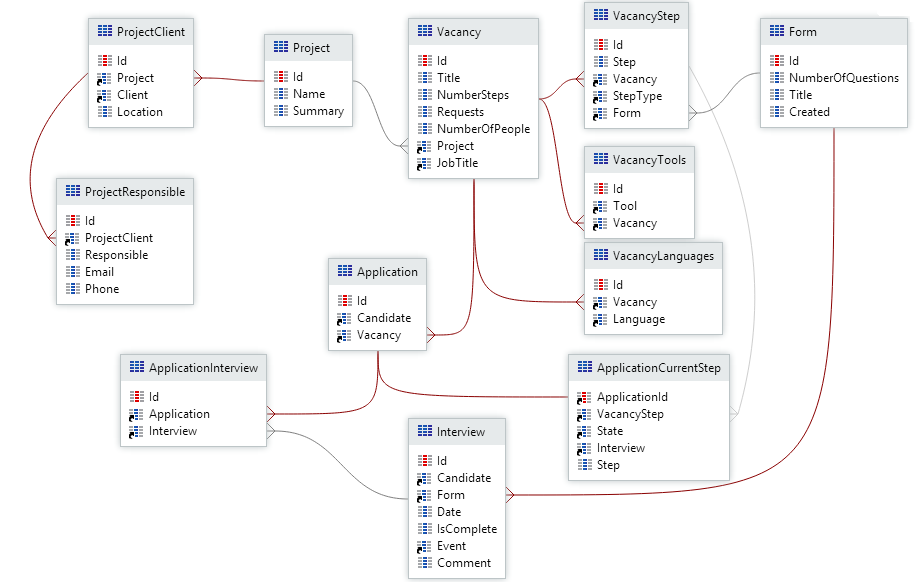 ProjectClient
Id
Project
Client
Location
Project
Id
Name
Summary
Vacancy
Id
Title
NumberSteps
Requests
NumberOfPeople
Project
JobTitle
VacancyStep
Id
Step
Vacancy
StepType
Form
Form
Id
NumberOfQuestions
Title
Created
ProjectResponsible
Id
ProjectClient
Responsible
Email
Phone
VacancyTools
Id
Tool
Vacancy
VacancyLanguages
Id
Vacancy
Language
Application
Id
Candidate
Vacancy
ApplicationInterview
Id
Application
Interview
Interview
Id
Candidate
Form
Date
IsComplete
Event
Comment
ApplicationCurrentStep
ApplicationId
VacancyStep
State
Interview
Step